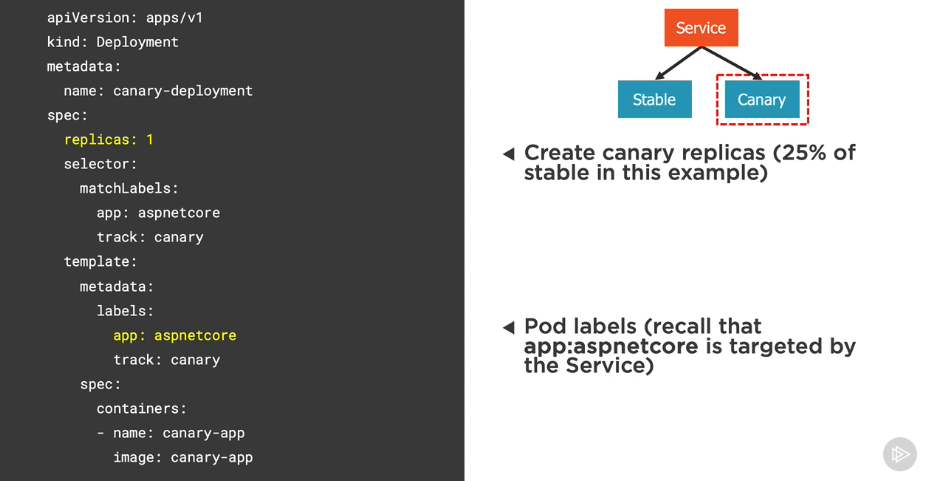 apiVersion: apps/v1
kind: Deployment
metadata:
  name: canary-deployment
spec:
  replicas: 1
  selector:
    matchLabels:
      app: aspnetcore
      track: canary
  template:
    metadata:
      labels:
        app: aspnetcore
        track: canary
    spec:
      containers:
      - name: canary-app
        image: canary-app
Service
Stable
Canary
Create canary replicas (25% of
stable in this example)
Pod labels (recall that
app:aspnetcore is targeted by
the Service)